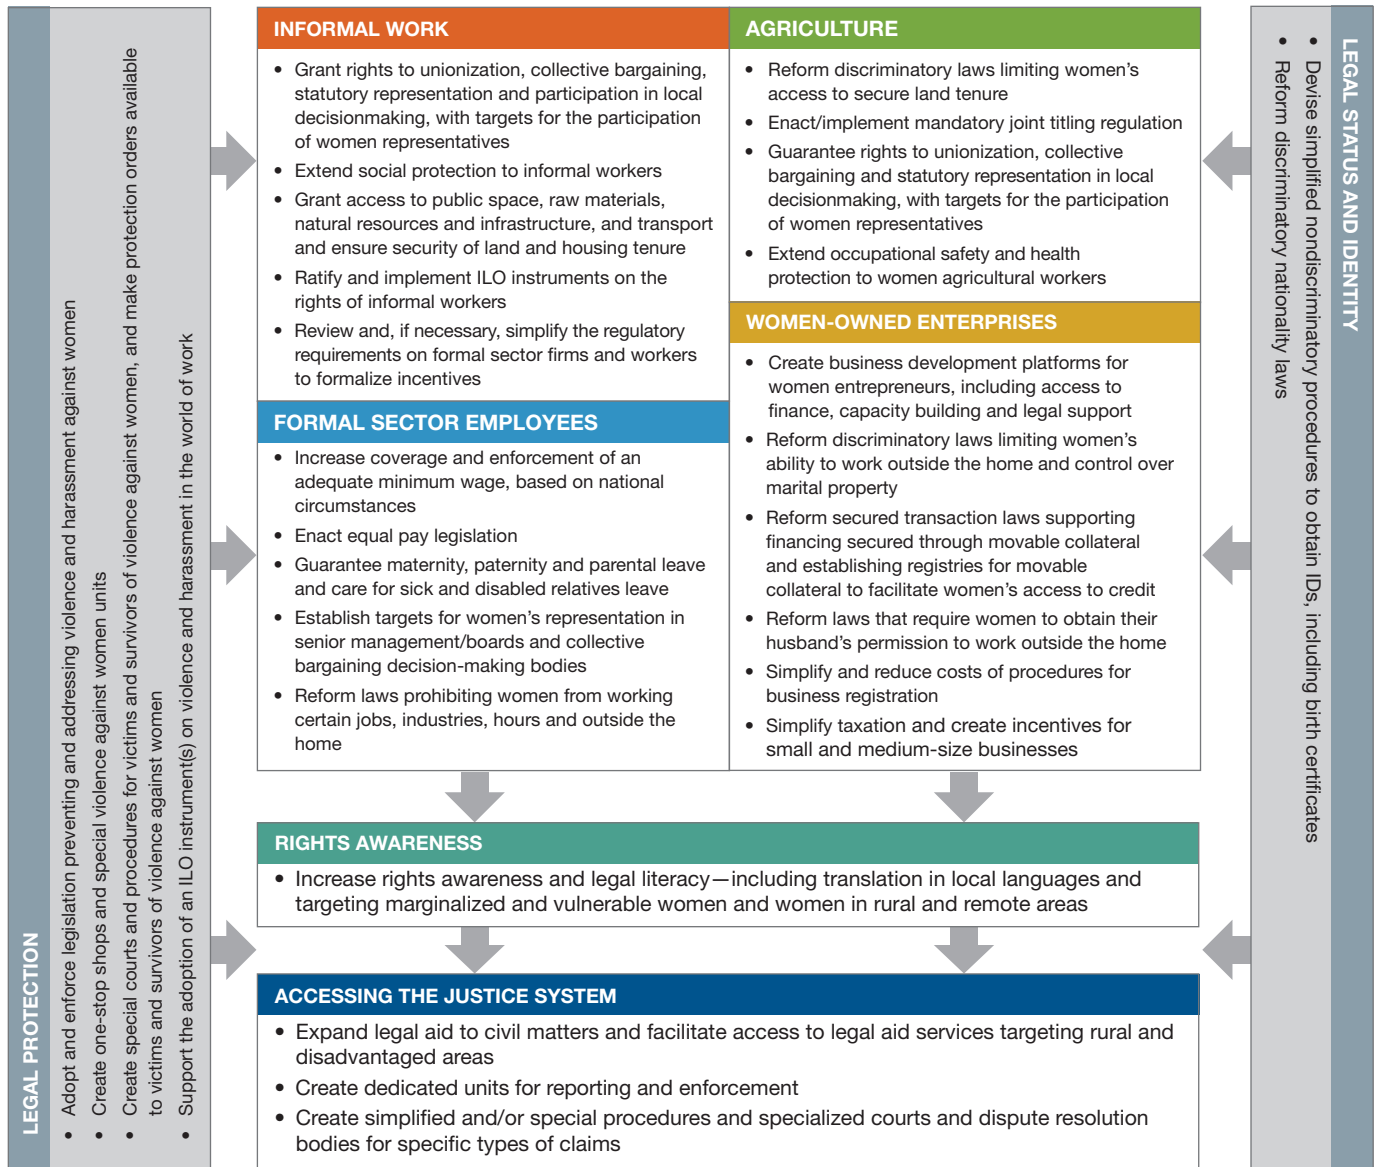 LEGAL PROTECTION
• Adopt and enforce legislation preventing and addressing violence and harassment against women
• Create one-stop shops and special violence against women units
• Create special courts and procedures for victims and survivors of violence against women, and make protection orders available
to victims and survivors of violence against women
• Support the adoption of an ILO instrument(s) on violence and harassment in the world of work
INFORMAL WORK
• Grant rights to unionization, collective bargaining,
statutory representation and participation in local
decisionmaking, with targets for the participation
of women representatives
• Extend social protection to informal workers
• Grant access to public space, raw materials,
natural resources and infrastructure, and transport
and ensure security of land and housing tenure
• Ratify and implement ILO instruments on the
rights of informal workers
• Review and, if necessary, simplify the regulatory
requirements on formal sector firms and workers
to formalize incentives
FORMAL SECTOR EMPLOYEES
• Increase coverage and enforcement of an
adequate minimum wage, based on national
circumstances
• Enact equal pay legislation
• Guarantee maternity, paternity and parental leave
and care for sick and disabled relatives leave
• Establish targets for women's representation in
senior management/boards and collective
bargaining decision-making bodies
• Reform laws prohibiting women from working
certain jobs, industries, hours and outside the
home
AGRICULTURE
• Reform discriminatory laws limiting women's
access to secure land tenure
• Enact/implement mandatory joint titling regulation
• Guarantee rights to unionization, collective
bargaining and statutory representation in local
decisionmaking, with targets for the participation
of women representatives
• Extend occupational safety and health
protection to women agricultural workers
WOMEN-OWNED ENTERPRISES
• Create business development platforms for
women entrepreneurs, including access to
finance, capacity building and legal support
• Reform discriminatory laws limiting women's
ability to work outside the home and control over
marital property
• Reform secured transaction laws supporting
financing secured through movable collateral
and establishing registries for movable
collateral to facilitate women's access to credit
• Reform laws that require women to obtain their
husband's permission to work outside the home
• Simplify and reduce costs of procedures for
business registration
• Simplify taxation and create incentives for
small and medium-size businesses
RIGHTS AWARENESS
• Increase rights awareness and legal literacy—including translation in local languages and
targeting marginalized and vulnerable women and women in rural and remote areas
ACCESSING THE JUSTICE SYSTEM
• Expand legal aid to civil matters and facilitate access to legal aid services targeting rural and
disadvantaged areas
• Create dedicated units for reporting and enforcement
• Create simplified and/or special procedures and specialized courts and dispute resolution
bodies for specific types of claims
LEGAL STATUS AND IDENTITY
• Devise simplified nondiscriminatory procedures to obtain IDs, including birth certificates
• Reform discriminatory nationality laws